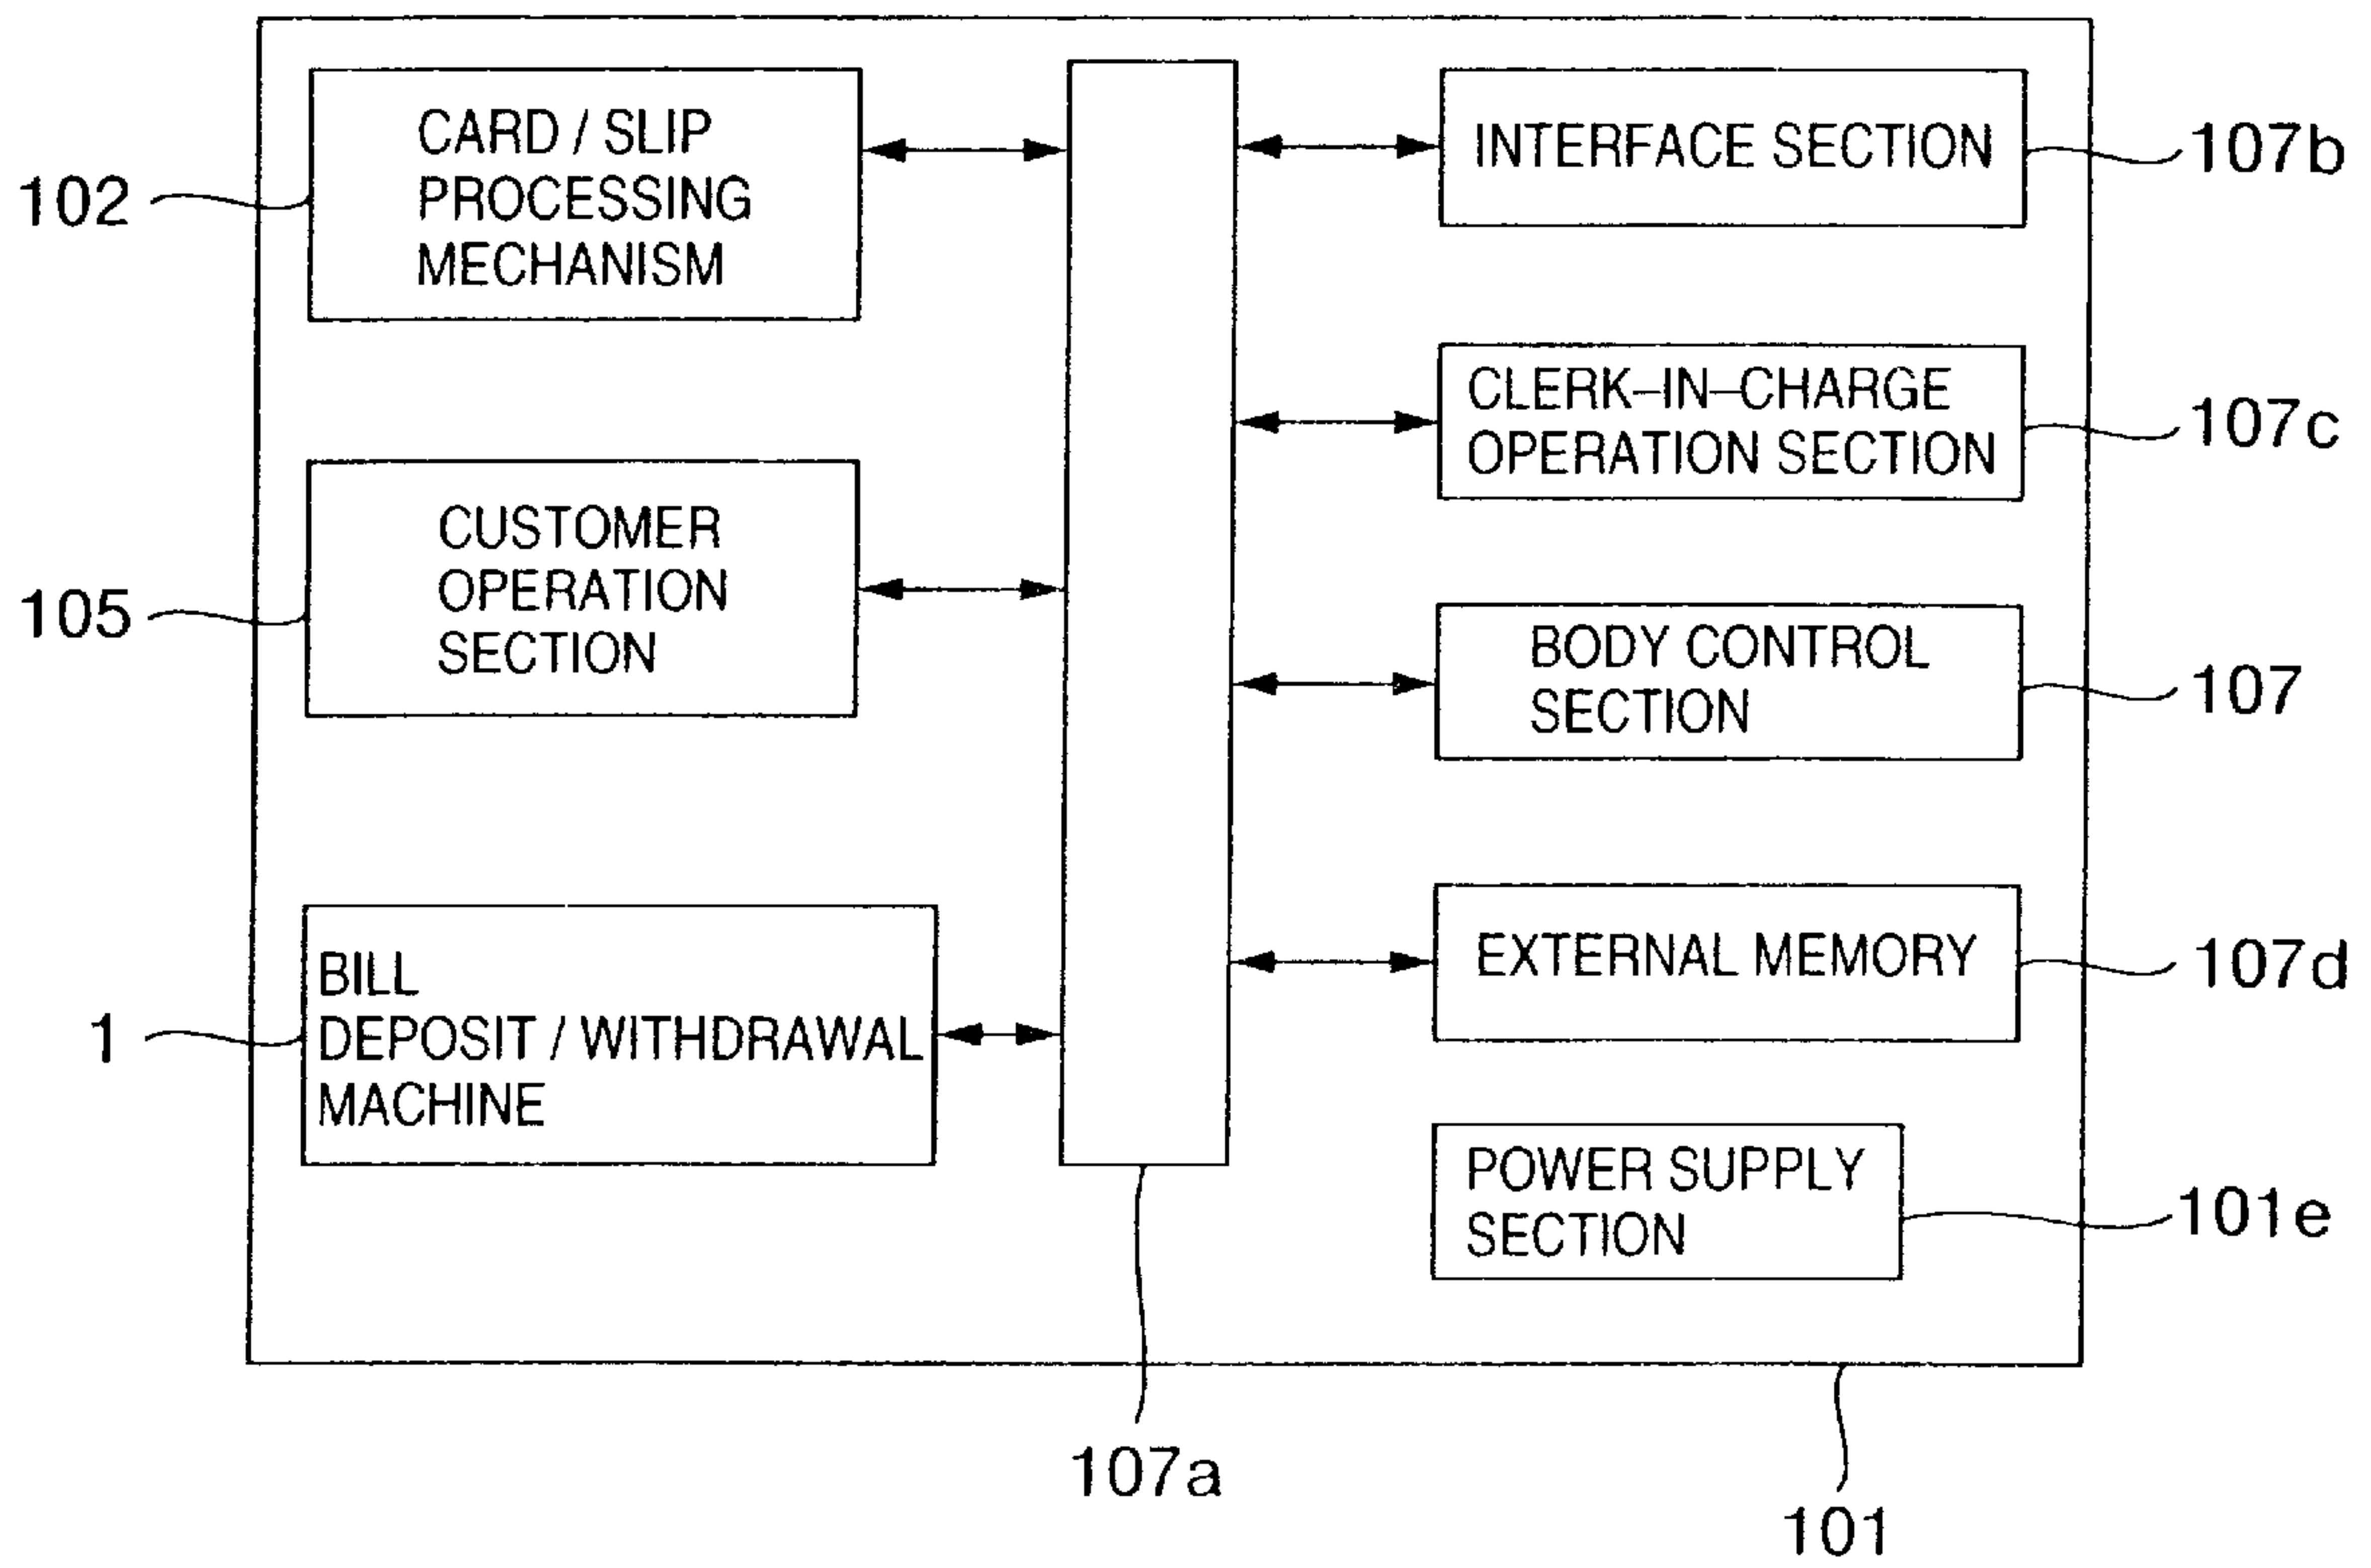 CARD / SLIP
PROCESSING
MECHANISM
102
CUSTOMER
OPERATION
SECTION
105
BILL
DEPOSIT / WITHDRAWAL
MACHINE
1
INTERFACE SECTION
107b
CLERK–IN–CHARGE
OPERATION SECTION
107c
BODY CONTROL
SECTION
107
EXTERNAL MEMORY
107d
POWER SUPPLY
SECTION
101e
107a
101